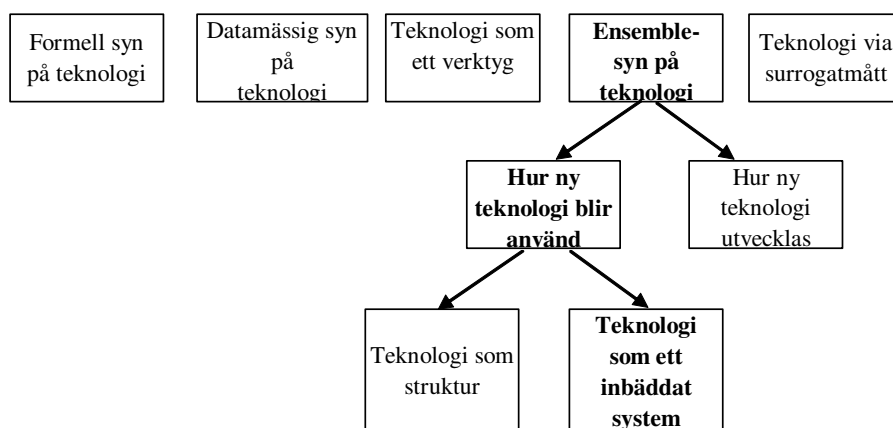 Formell syn
på teknologi
Datamässig syn
på
teknologi
Teknologi som
ett verktyg
Ensemble-
syn på
teknologi
Teknologi via
surrogatmått
Hur ny
teknologi blir
använd
Hur ny
teknologi
utvecklas
Teknologi som
struktur
Teknologi
som ett
inbäddat
system